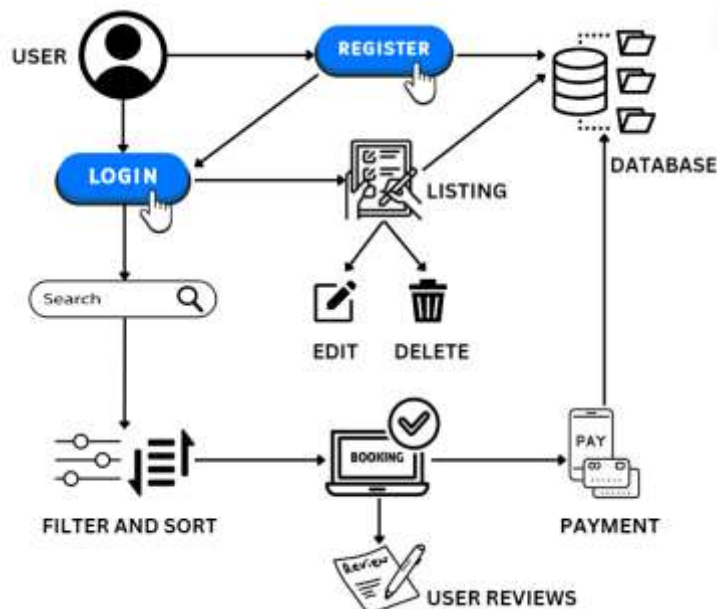 USER
REGISTER
DATABASE
LOGIN
LISTING
Search
EDIT
DELETE
BOOKING
PAY
FILTER AND SORT
PAYMENT
Review
USER REVIEWS